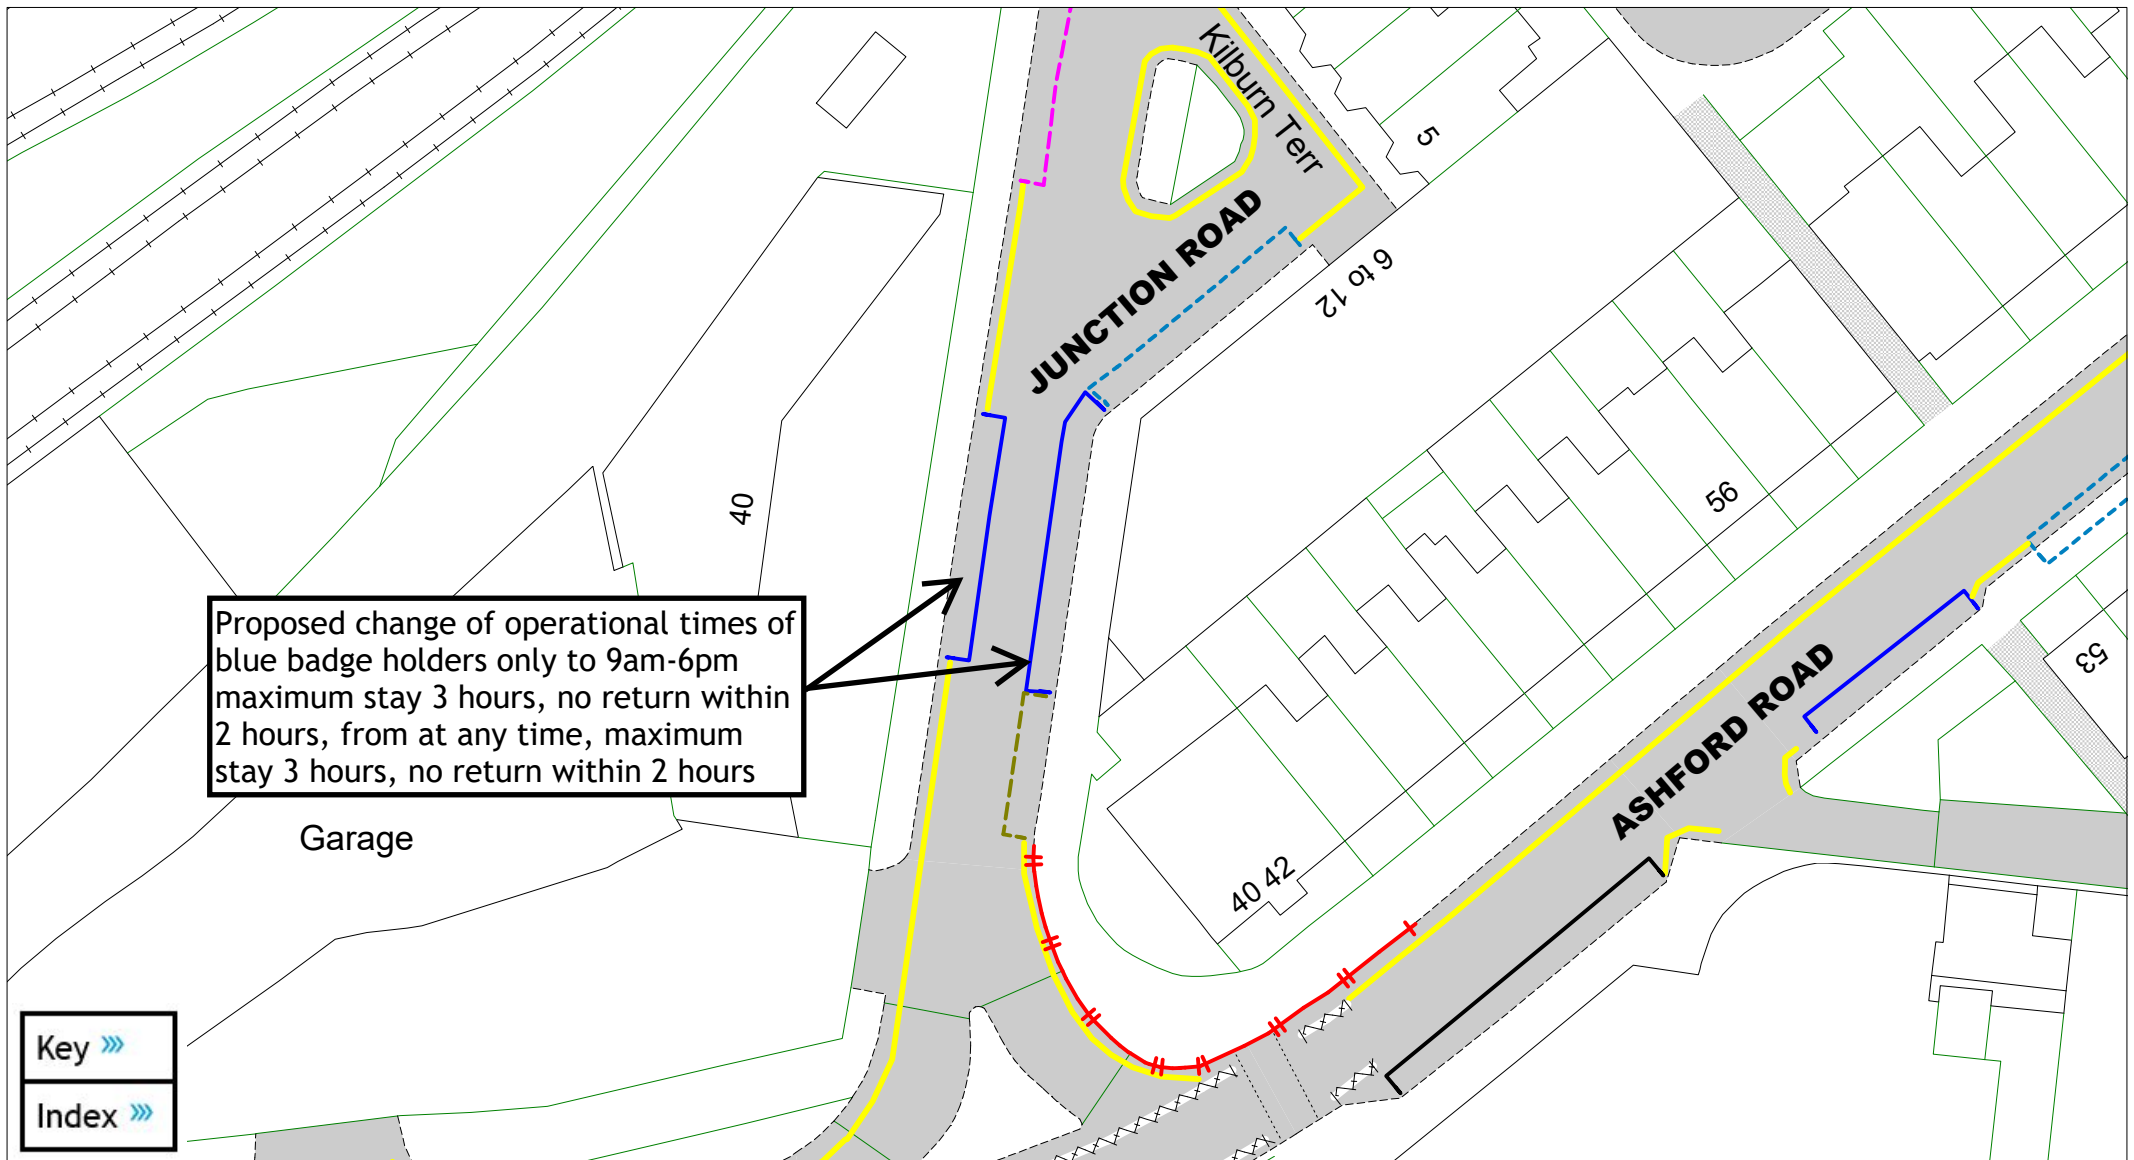 Kilburn Terr
5
JUNCTION ROAD
6 to 12
40
56
Proposed change of operational times of
blue badge holders only to 9am-6pm
maximum stay 3 hours, no return within
2 hours, from at any time, maximum
stay 3 hours, no return within 2 hours
53
ASHFORD ROAD
Garage
40 42
Key »»
Index »»